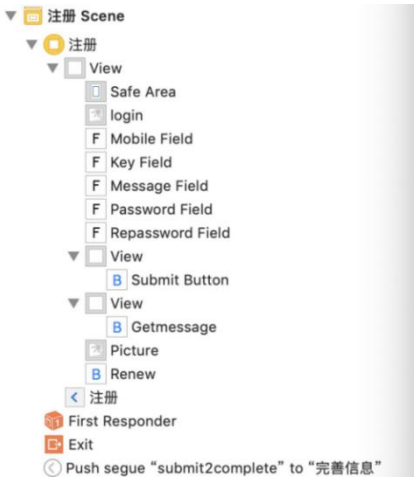 注册 Scene
注册
View
Safe Area
login
F Mobile Field
F Key Field
F Message Field
F Password Field
F Repassword Field
View
B Submit Button
View
B Getmessage
Picture
B Renew
注册
First Responder
Exit
Push segue “submit2complete” to “完善信息”